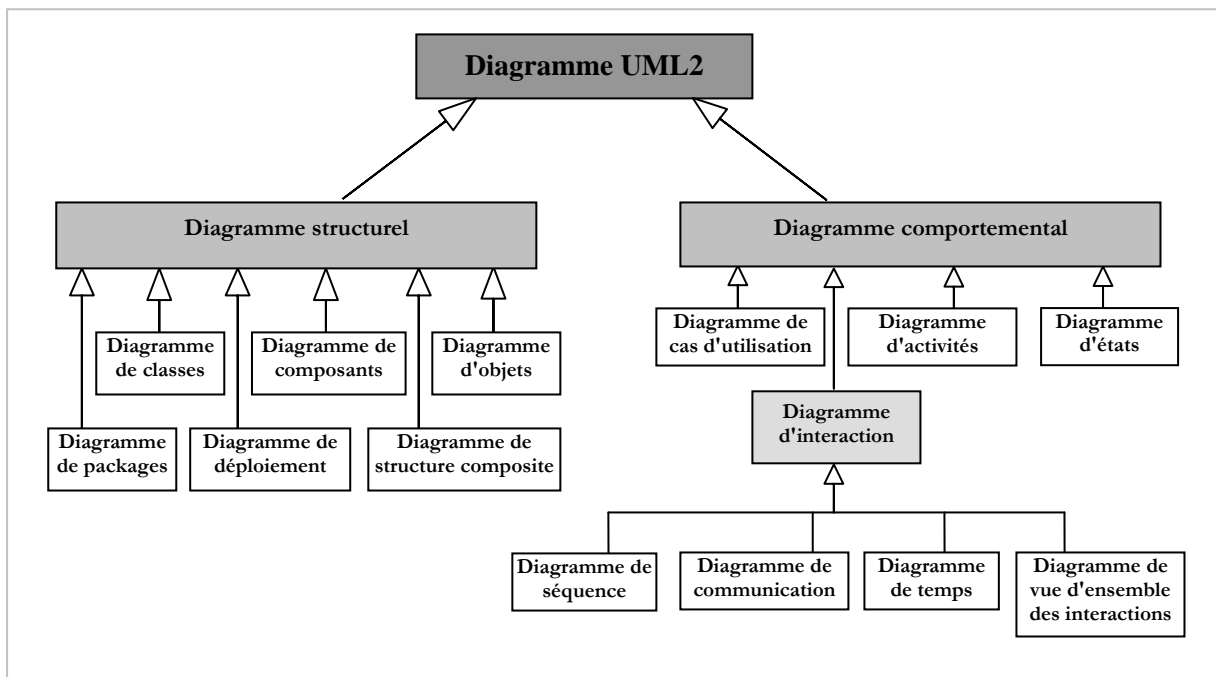 Diagramme UML2
Diagramme structurel
Diagramme comportemental
Diagramme
de classes
Diagramme de
composants
Diagramme
d'objets
Diagramme
de packages
Diagramme de
déploiement
Diagramme de
structure composite
Diagramme de
cas d'utilisation
Diagramme
d'activités
Diagramme
d'états
Diagramme
d'interaction
Diagramme de
séquence
Diagramme de
communication
Diagramme
de temps
Diagramme de
vue d'ensemble
des interactions